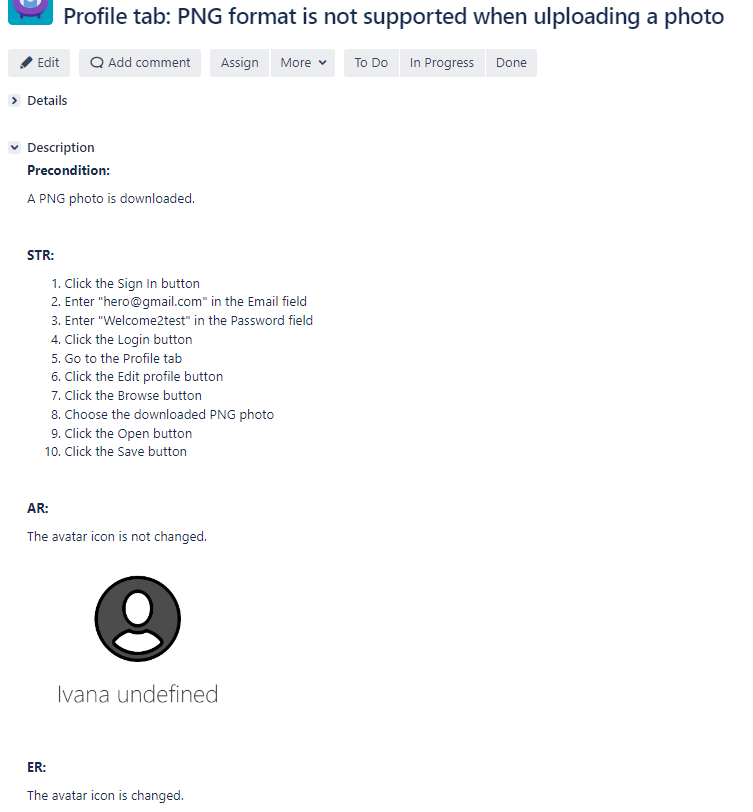 Profile tab: PNG format is not supported when ulploading a photo
Edit
Add comment
Assign
More
To Do
In Progress
Done
Details
Description
Precondition:
A PNG photo is downloaded.
STR:
1. Click the Sign In button
2. Enter "hero@gmail.com" in the Email field
3. Enter "Welcome2test" in the Password field
4. Click the Login button
5. Go to the Profile tab
6. Click the Edit profile button
7. Click the Browse button
8. Choose the downloaded PNG photo
9. Click the Open button
10. Click the Save button
AR:
The avatar icon is not changed.
Ivana undefined
ER:
The avatar icon is changed.